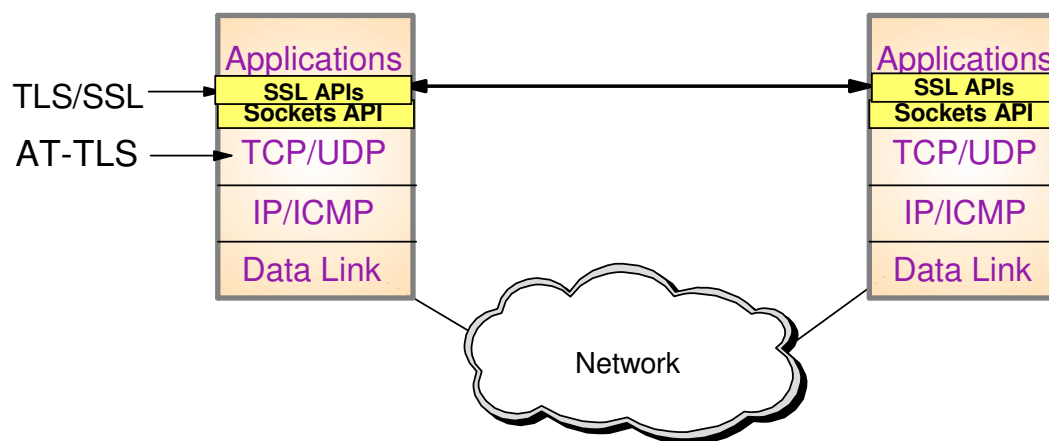 Applications
SSL APIs
Sockets API
TCP/UDP
IP/ICMP
Data Link
TLS/SSL
AT-TLS
Applications
SSL APIs
Sockets API
TCP/UDP
IP/ICMP
Data Link
Network